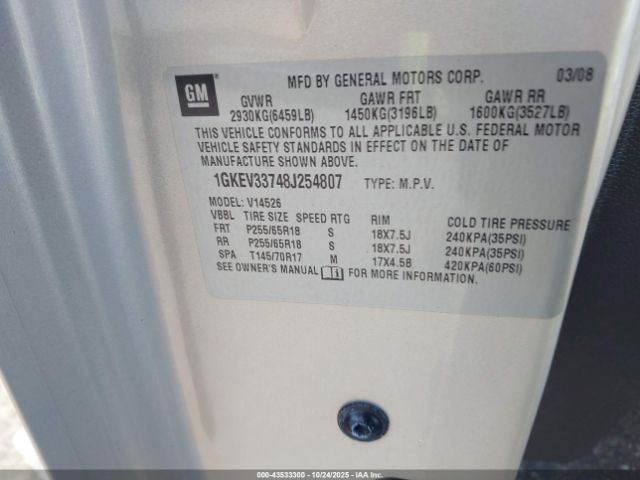 GM
MFD BY GENERAL MOTORS CORP. 03/08
GVWR GAWR FRT GAWR RR
2930KG(6459LB) 1450KG(3196LB) 1600KG(3527LB)
THIS VEHICLE CONFORMS TO ALL APPLICABLE U.S. FEDERAL MOTOR
VEHICLE SAFETY STANDARDS IN EFFECT ON THE DATE OF
MANUFACTURE SHOWN ABOVE.
1GKEV33748J254807 TYPE: M.P.V.
MODEL: V14526
VBBL TIRE SIZE SPEED RTG RIM COLD TIRE PRESSURE
FRT P255/65R18 S 18X7.5J 240KPA(35PSI)
RR P255/65R18 S 18X7.5J 240KPA(35PSI)
SPA T145/70R17 M 17X4.5B 420KPA(60PSI)
SEE OWNER'S MANUAL FOR MORE INFORMATION.
000-43533300 - 10/24/2025 - IAA Inc.